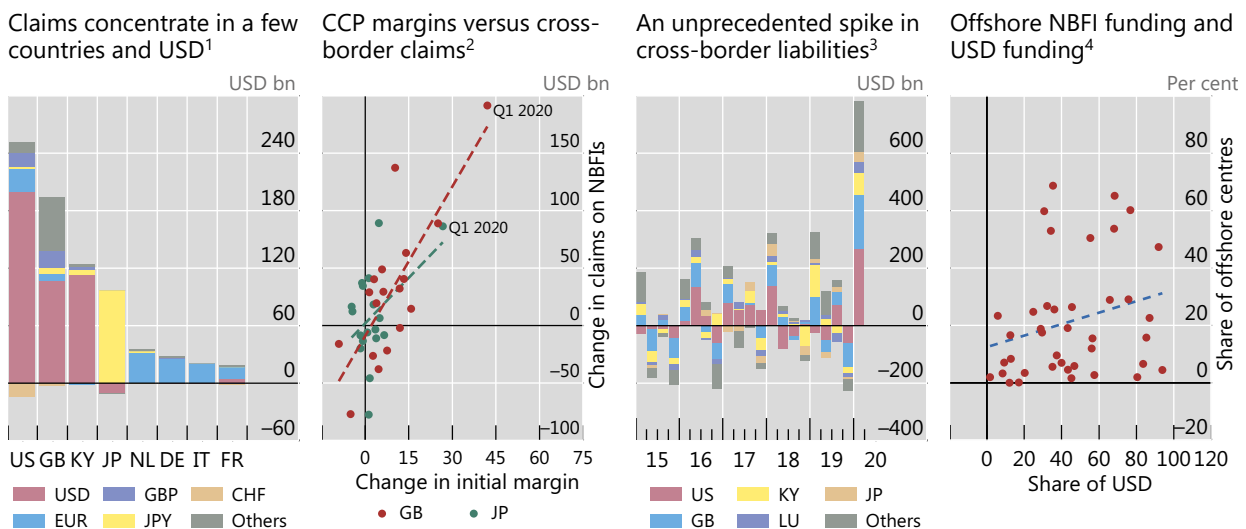 Claims concentrate in a few
countries and USD1
USD bn
240
180
120
60
0
–60
US GB KY JP NL DE IT FR
USD GBP CHF
EUR JPY Others
CCP margins versus cross-
border claims2
USD bn
Q1 2020
Q1 2020
150
100
50
0
–50
–100
Change in claims on NBFIs
0 15 30 45 60 75
Change in initial margin
GB JP
An unprecedented spike in
cross-border liabilities3
USD bn
600
400
200
0
–200
–400
15 16 17 18 19 20
US KY JP
GB LU Others
Offshore NBFI funding and
USD funding4
Per cent
80
60
40
20
0
–20
Share of offshore centres
0 20 40 60 80 100 120
Share of USD